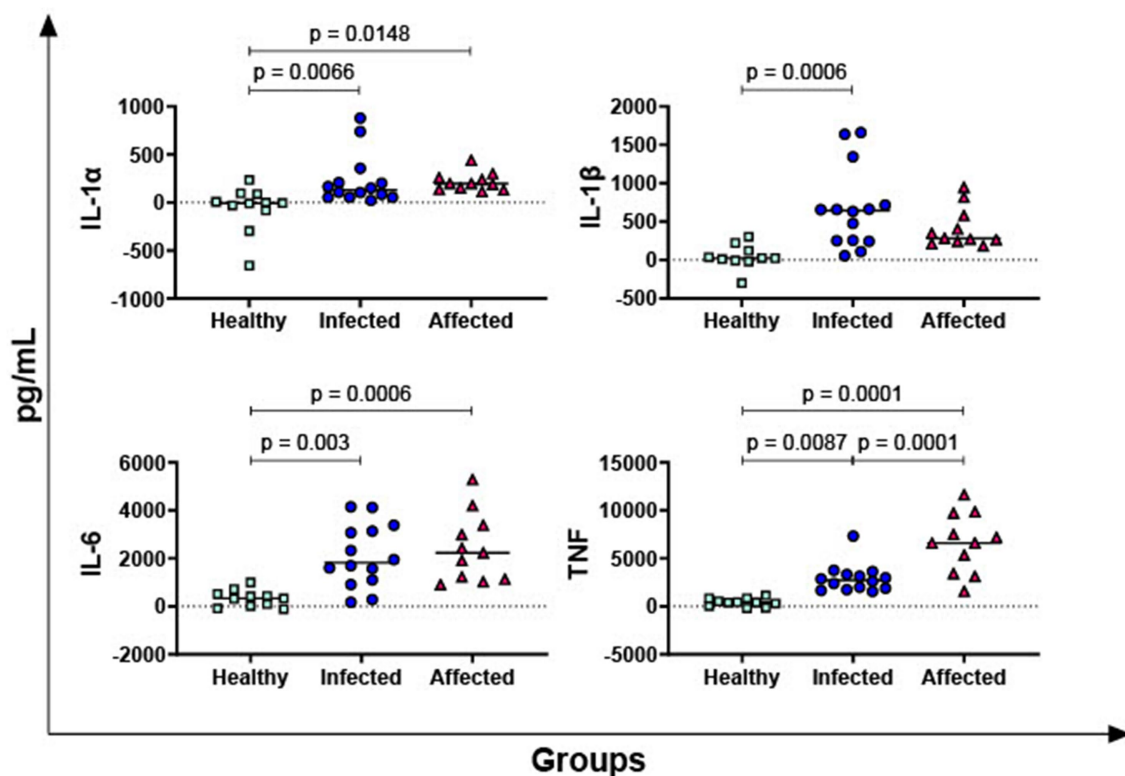 pg/mL
p = 0.0148
p = 0.0066
IL-1α
1000
500
0
-500
-1000
Healthy Infected Affected
p = 0.0006
IL-1β
2000
1500
1000
500
0
-500
Healthy Infected Affected
p = 0.0006
p = 0.003
IL-6
6000
4000
2000
0
-2000
Healthy Infected Affected
p = 0.0001
p = 0.0087 p = 0.0001
TNF
15000
10000
5000
0
-5000
Healthy Infected Affected
Groups